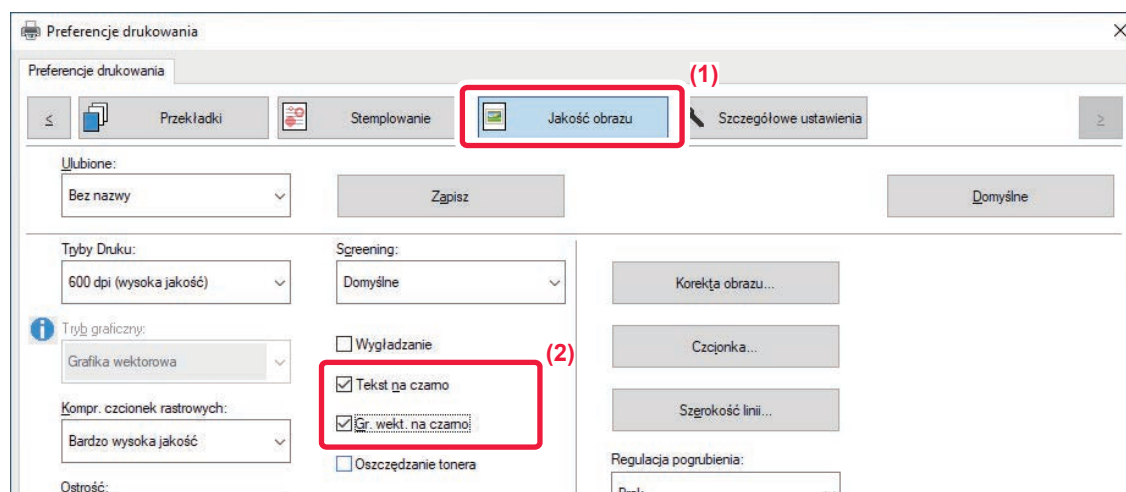 Preferencje drukowania
Preferencje drukowania
(1)
< Przekładki Stemplowanie Jakość obrazu Szczegółowe ustawienia >
Ulubione:
Bez nazwy Zapisz Domyślne
Tryby Druku: Screening:
600 dpi (wysoka jakość) Domyślne Korekta obrazu...
Tryb graficzny:
Grafika wektorowa Wygładzanie (2) Czcionka...
Tekst na czarno
Kompr. czcionek rastrowych: Gr. wekt. na czarno Szerokość linii...
Bardzo wysoka jakość
Oszczędzanie tonera Regulacja pogrubienia:
Ostrość: Brak